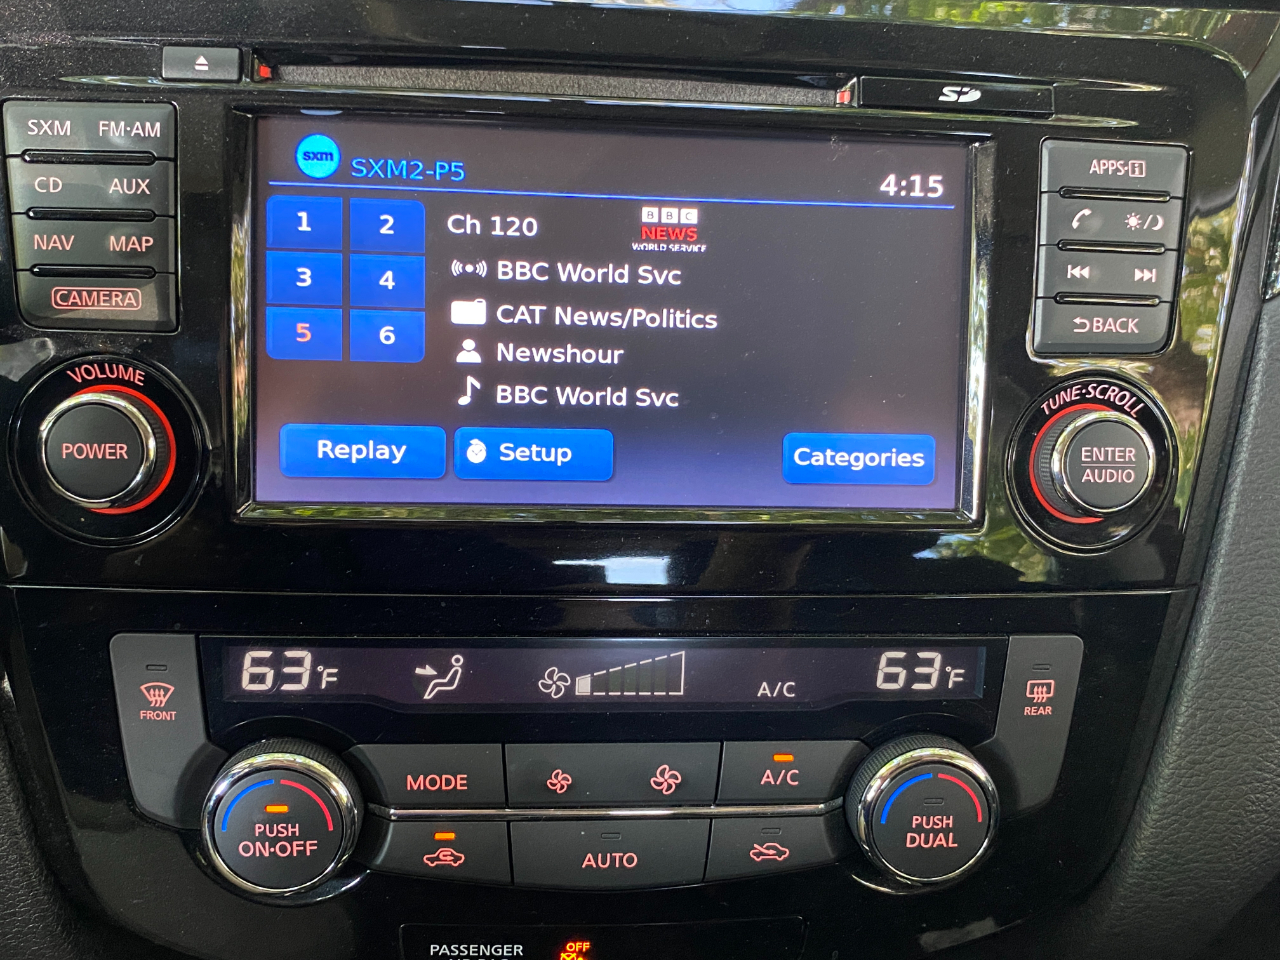 SXM FM·AM
CD AUX
NAV MAP
CAMERA
VOLUME
POWER
SD
sxm SXM2-P5
4:15
1 2
3 4
5 6
Ch 120
BBC
NEWS
WORLD SERVICE
BBC World Svc
CAT News/Politics
Newshour
BBC World Svc
Replay
Setup
Categories
APPS·i
BACK
TUNE·SCROLL
ENTER
AUDIO
FRONT
63°F
A/C
63°F
REAR
PUSH
ON·OFF
MODE
A/C
AUTO
PUSH
DUAL
PASSENGER
OFF